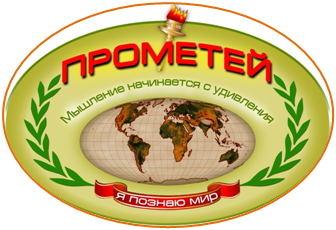 ПРОМЕТЕЙ
Мышление начинается с удивления
я познаю мир